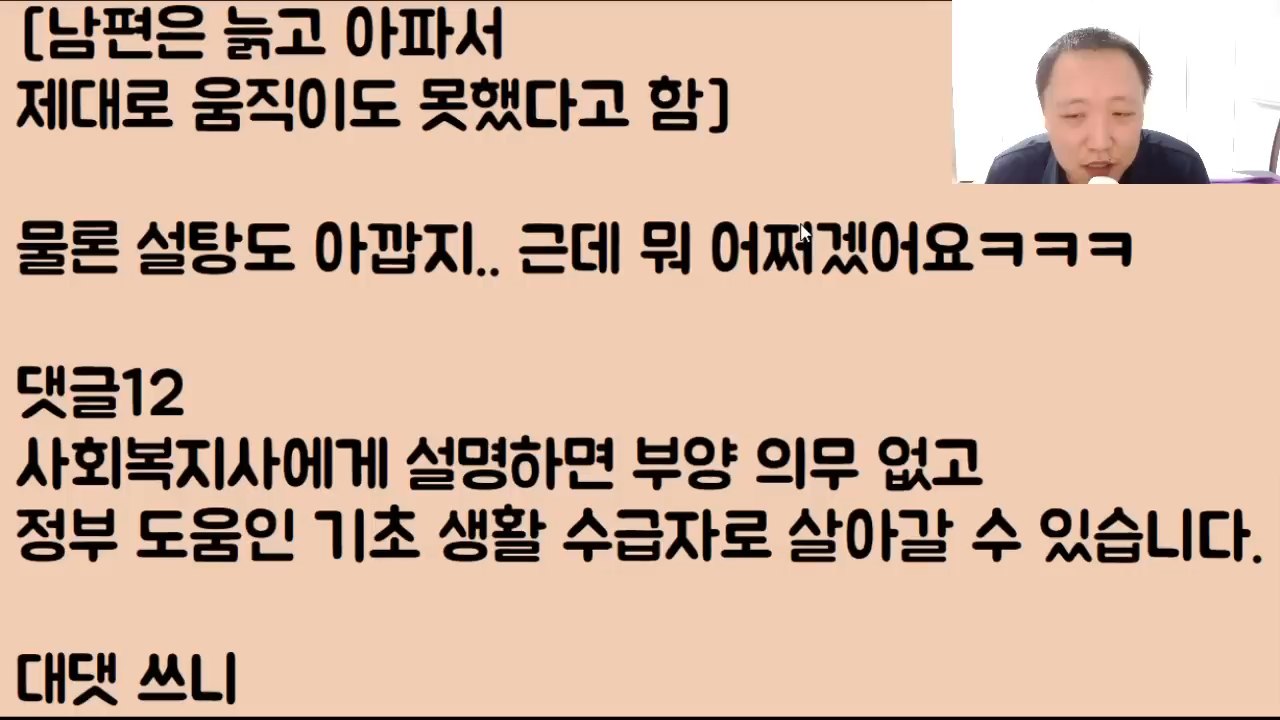 [남편은 늙고 아파서
제대로 움직이도 못했다고 함]
물론 설탕도 아깝지.. 근데 뭐 어쩌겠어요ㅋㅋㅋ
댓글12
사회복지사에게 설명하면 부양 의무 없고
정부 도움인 기초 생활 수급자로 살아갈 수 있습니다.
대댓 쓰니